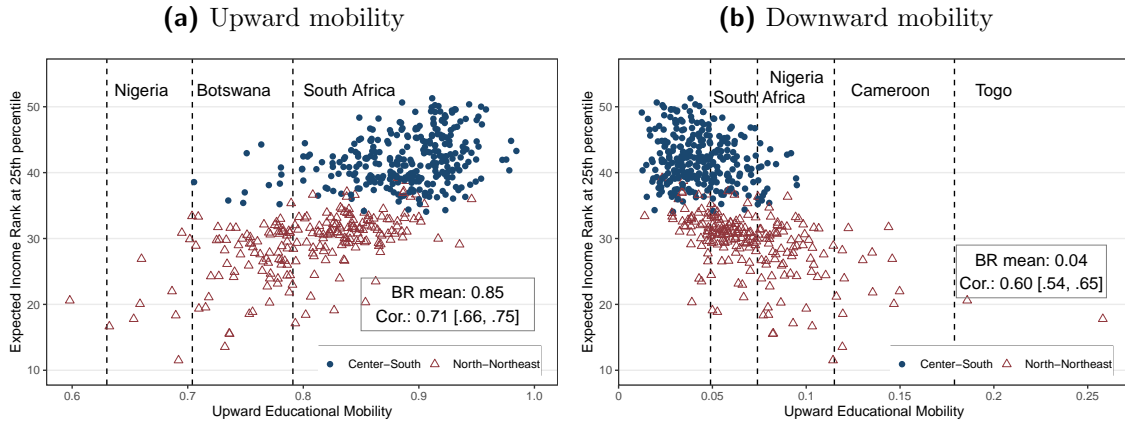 (a) Upward mobility
Expected Income Rank at 25th percentile
50
40
30
20
10
Nigeria
Botswana
South Africa
BR mean: 0.85
Cor.: 0.71 [.66, .75]
Center−South
North−Northeast
0.6
0.7
0.8
0.9
1.0
Upward Educational Mobility
(b) Downward mobility
Expected Income Rank at 25th percentile
50
40
30
20
10
South Africa
Nigeria
Cameroon
Togo
BR mean: 0.04
Cor.: 0.60 [.54, .65]
Center−South
North−Northeast
0
0.05
0.1
0.15
0.2
0.25
Upward Educational Mobility